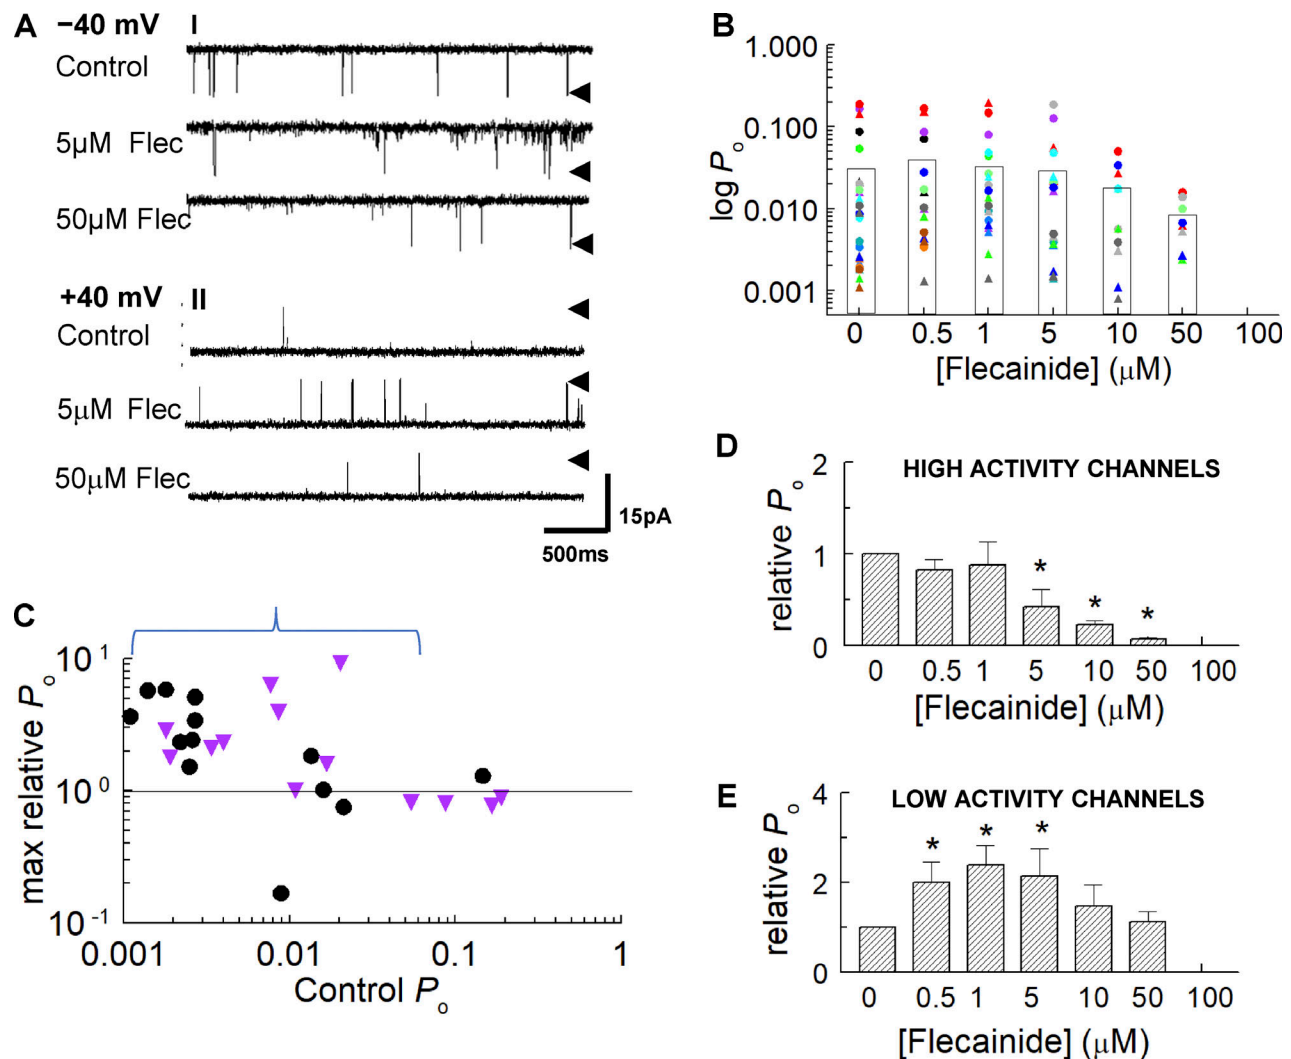 A
−40 mV
I
Control
5µM Flec
50µM Flec
+40 mV
II
Control
5µM Flec
50µM Flec
15pA
500ms
B
log Po
1.000
0.100
0.010
0.001
0 0.5 1 5 10 50 100
[Flecainide] (µM)
C
max relative Po
10¹
10⁰
10⁻¹
0.001 0.01 0.1 1
Control Po
D
HIGH ACTIVITY CHANNELS
relative Po
2
1
0
* * *
0 0.5 1 5 10 50 100
[Flecainide] (µM)
E
LOW ACTIVITY CHANNELS
relative Po
4
2
0
* * *
0 0.5 1 5 10 50 100
[Flecainide] (µM)